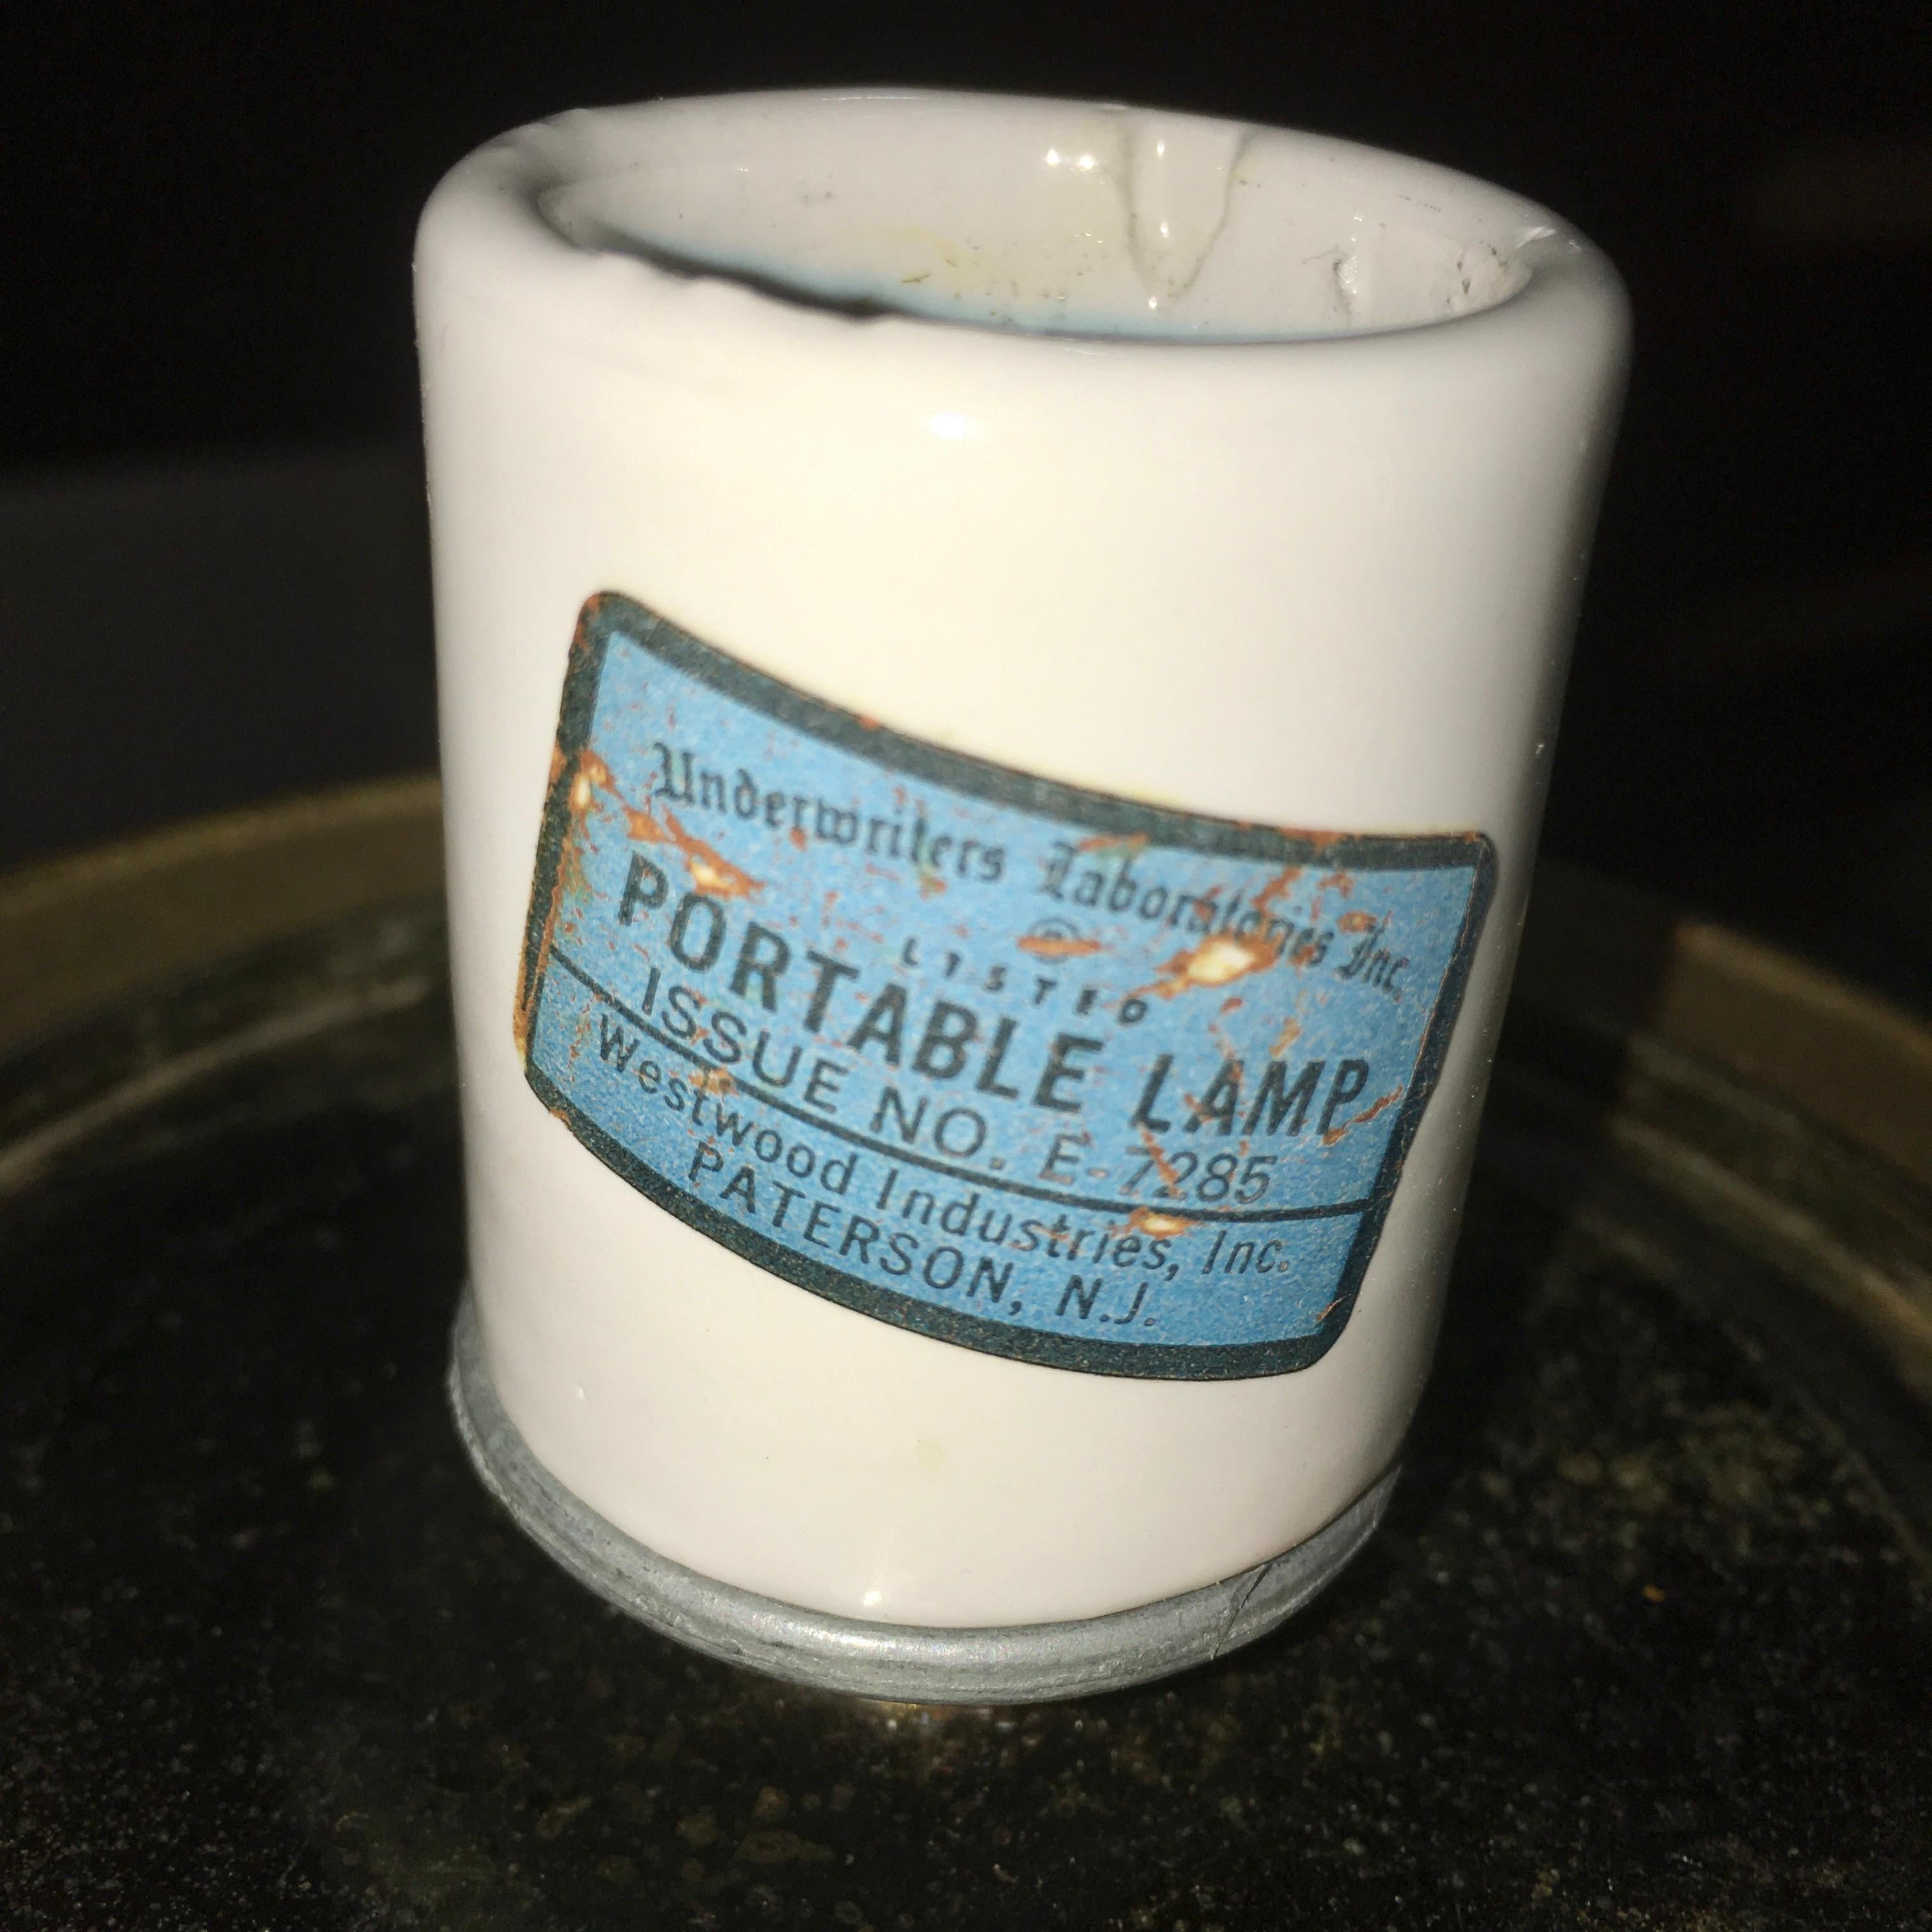 Underwriters Laboratories Inc.
®
LISTED
PORTABLE LAMP
ISSUE NO. E-7285
Westwood Industries, Inc.
PATERSON, N.J.